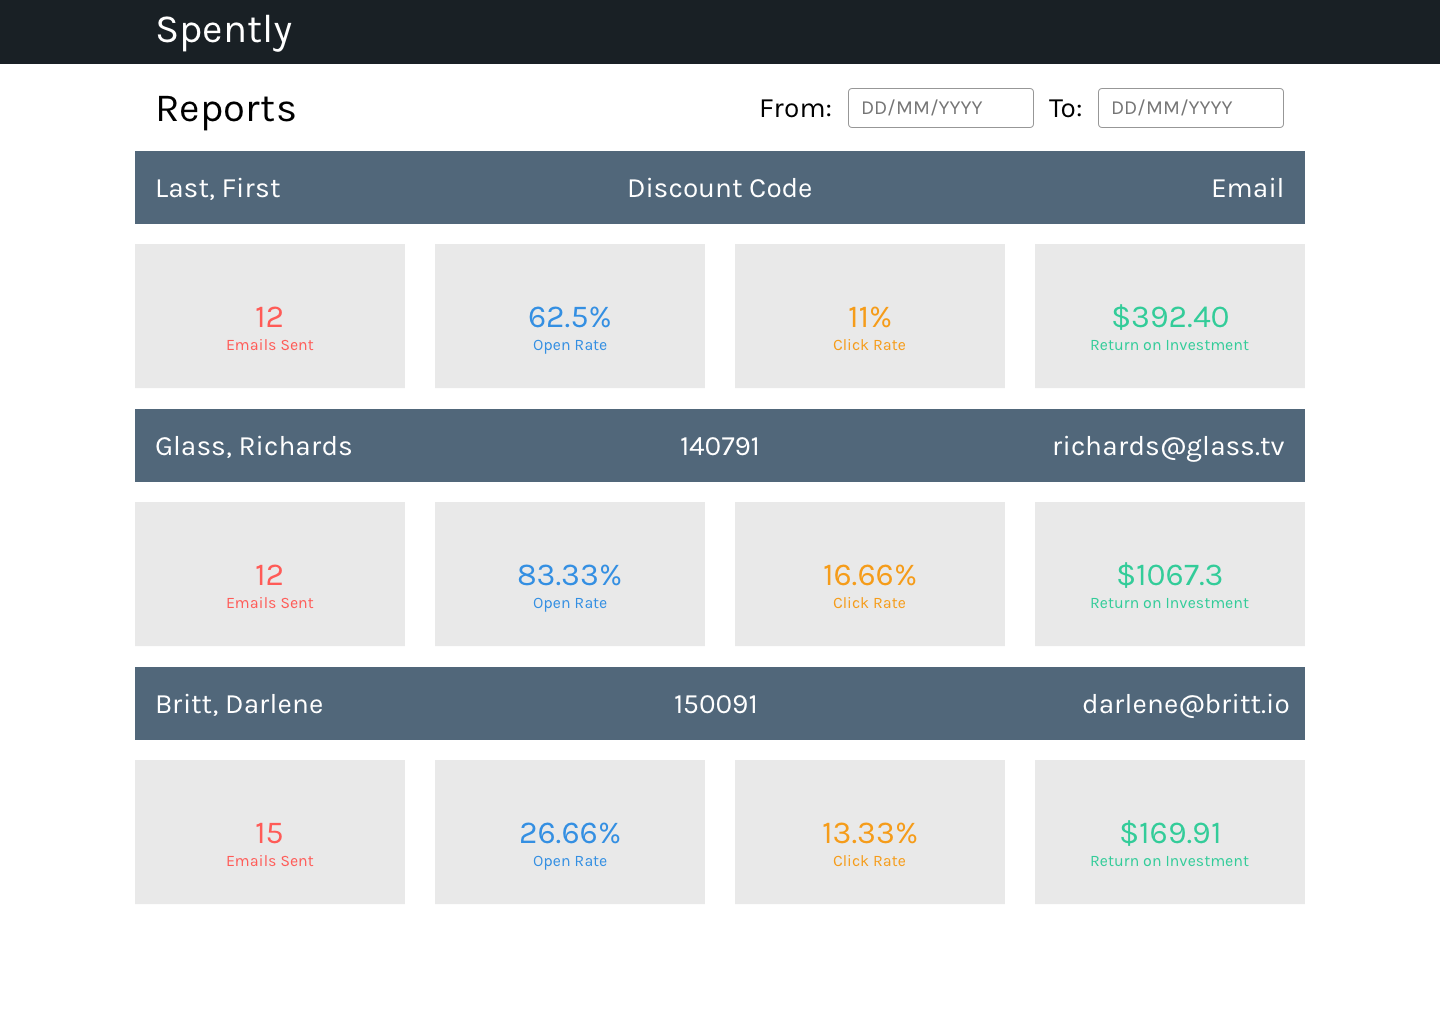 Spently
Reports From: DD/MM/YYYY To: DD/MM/YYYY
Last, First Discount Code Email
12 62.5% 11% $392.40
Emails Sent Open Rate Click Rate Return on Investment
Glass, Richards 140791 richards@glass.tv
12 83.33% 16.66% $1067.3
Emails Sent Open Rate Click Rate Return on Investment
Britt, Darlene 150091 darlene@britt.io
15 26.66% 13.33% $169.91
Emails Sent Open Rate Click Rate Return on Investment